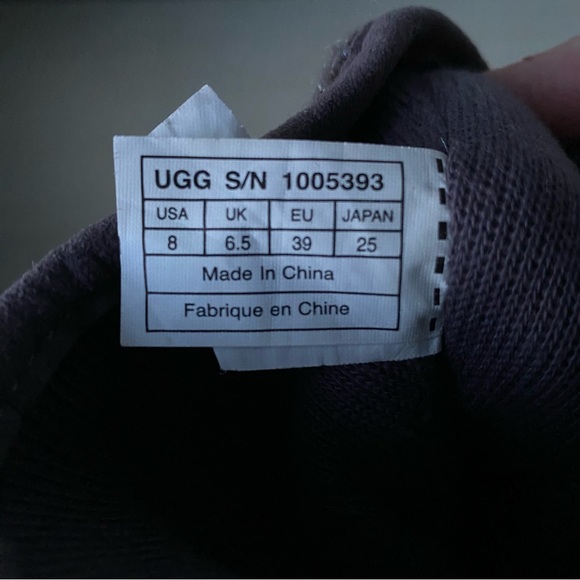 UGG S/N 1005393
USA UK EU JAPAN
8 6.5 39 25
Made In China
Fabrique en Chine